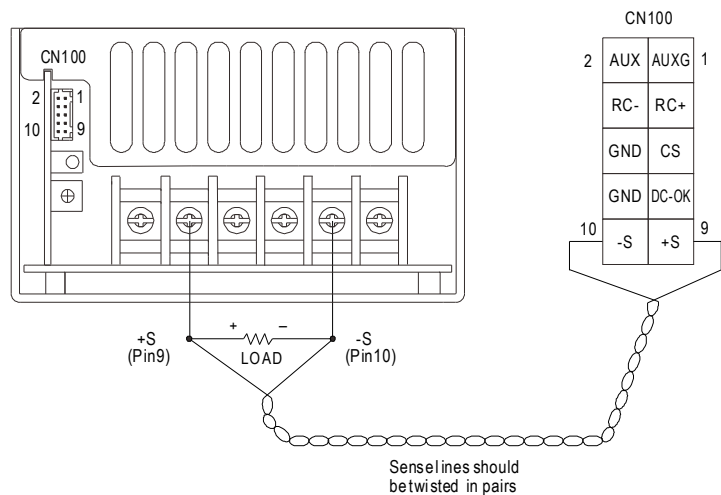 CN100
2 1
10 9
+S
(Pin9)
+ –
LOAD
-S
(Pin10)
CN100
2 AUX AUXG 1
RC- RC+
GND CS
GND DC-OK
10 -S +S 9
Sense lines should
be twisted in pairs